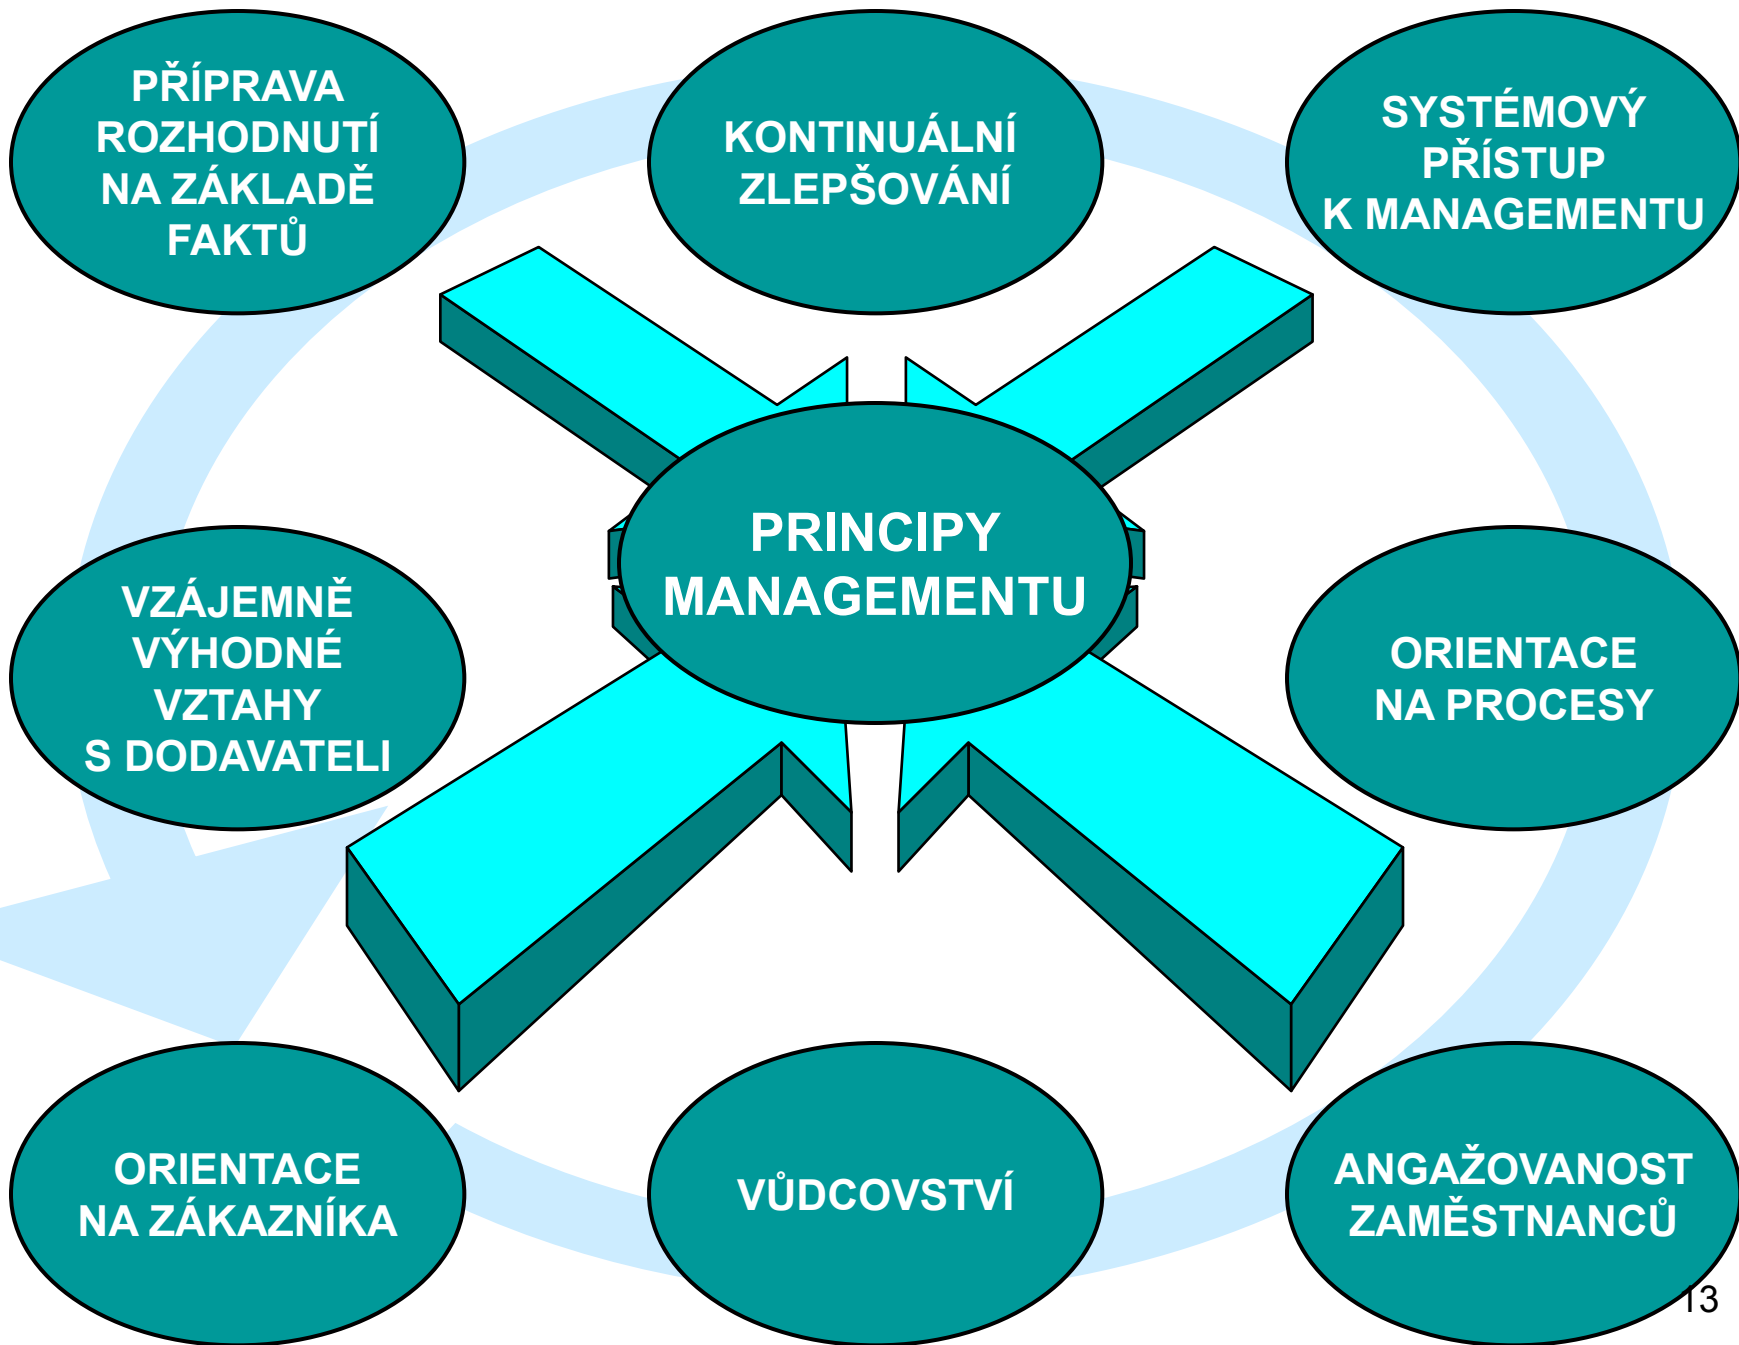 PŘÍPRAVA
ROZHODNUTÍ
NA ZÁKLADĚ
FAKTŮ
KONTINUÁLNÍ
ZLEPŠOVÁNÍ
SYSTÉMOVÝ
PŘÍSTUP
K MANAGEMENTU
PRINCIPY
MANAGEMENTU
VZÁJEMNĚ
VÝHODNÉ
VZTAHY
S DODAVATELI
ORIENTACE
NA PROCESY
ORIENTACE
NA ZÁKAZNÍKA
VŮDCOVSTVÍ
ANGAŽOVANOST
ZAMĚSTNANCŮ
13